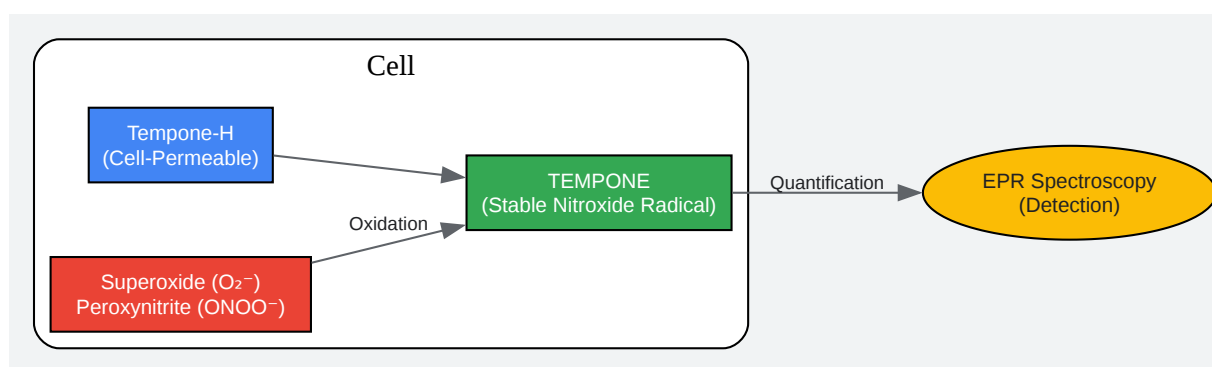 Cell
Tempone-H
(Cell-Permeable)
TEMPONE
(Stable Nitroxide Radical)
Quantification
EPR Spectroscopy
(Detection)
Oxidation
Superoxide (O₂⁻)
Peroxynitrite (ONOO⁻)